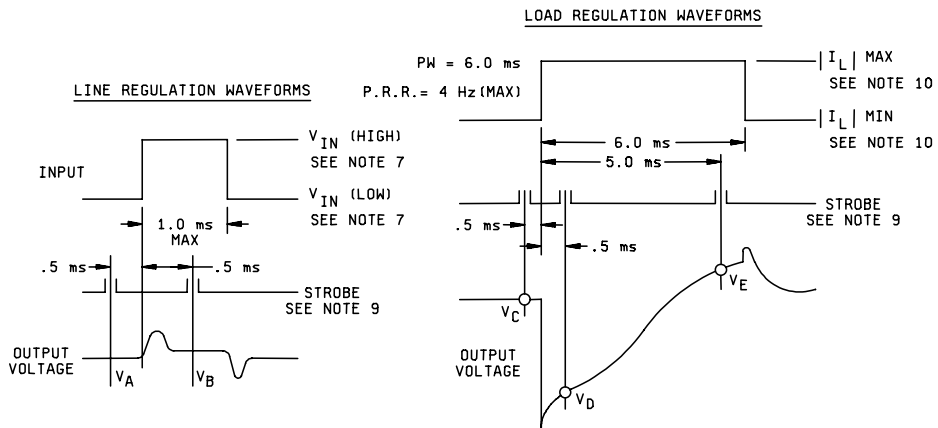 LOAD REGULATION WAVEFORMS
PW = 6.0 ms
P.R.R.= 4 Hz(MAX)
|I_L| MAX
SEE NOTE 10
|I_L| MIN
SEE NOTE 10
6.0 ms
5.0 ms
STROBE
SEE NOTE 9
.5 ms
.5 ms
V_C
V_E
V_D
OUTPUT
VOLTAGE
LINE REGULATION WAVEFORMS
INPUT
V_IN (HIGH)
SEE NOTE 7
V_IN (LOW)
SEE NOTE 7
1.0 ms
MAX
.5 ms
.5 ms
STROBE
SEE NOTE 9
OUTPUT
VOLTAGE
V_A
V_B